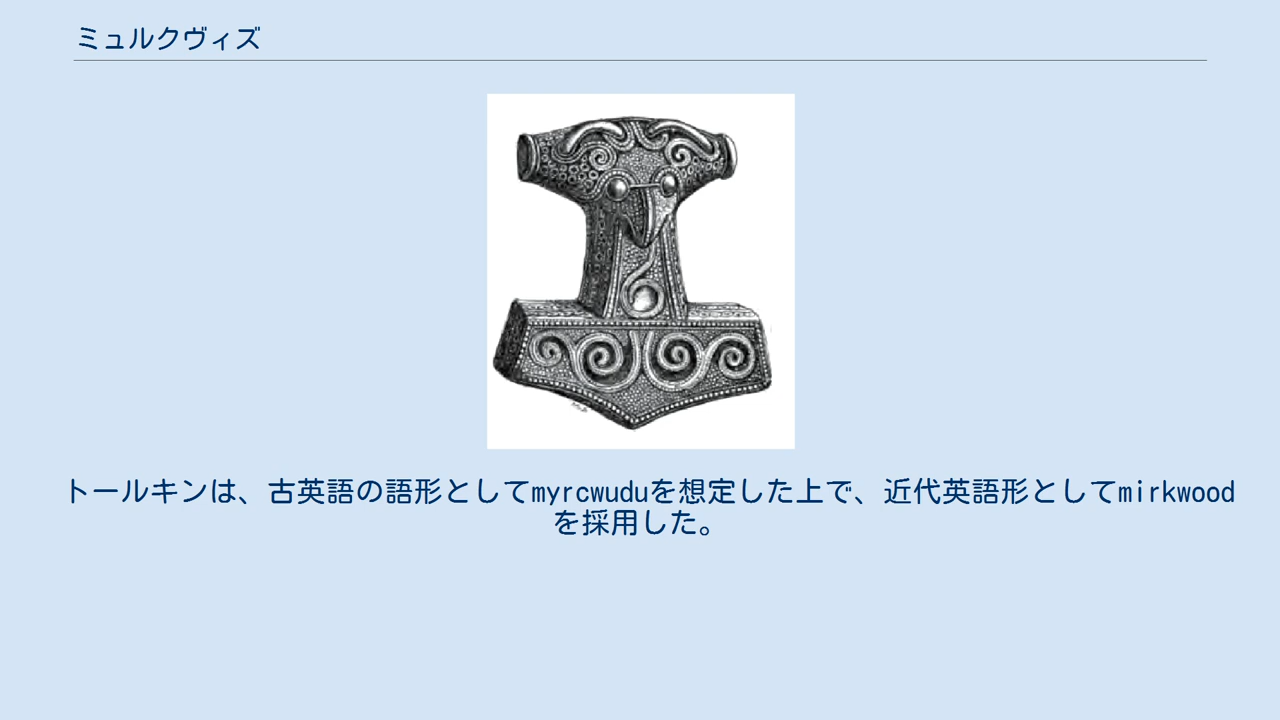 ミュルクヴィズ
トールキンは、古英語の語形としてmyrcwuduを想定した上で、近代英語形としてmirkwood
を採用した。